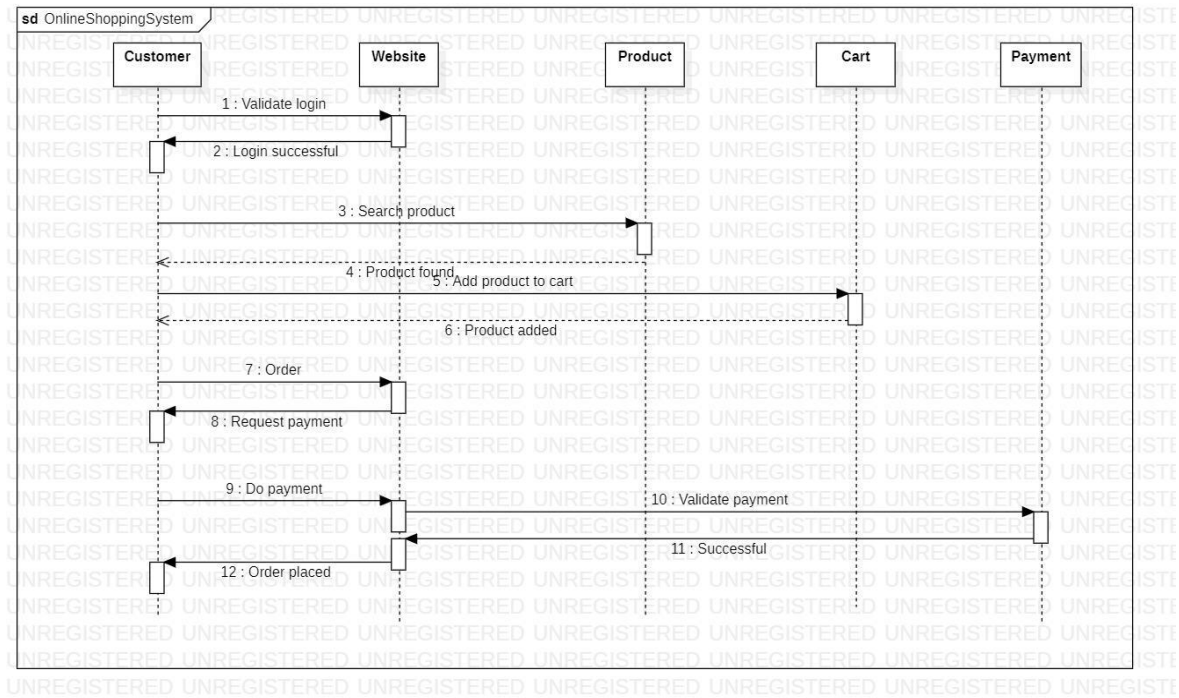 sd OnlineShoppingSystem
Customer Website Product Cart Payment
1 : Validate login
2 : Login successful
3 : Search product
4 : Product found
5 : Add product to cart
6 : Product added
7 : Order
8 : Request payment
9 : Do payment
10 : Validate payment
11 : Successful
12 : Order placed
UNREGISTERED